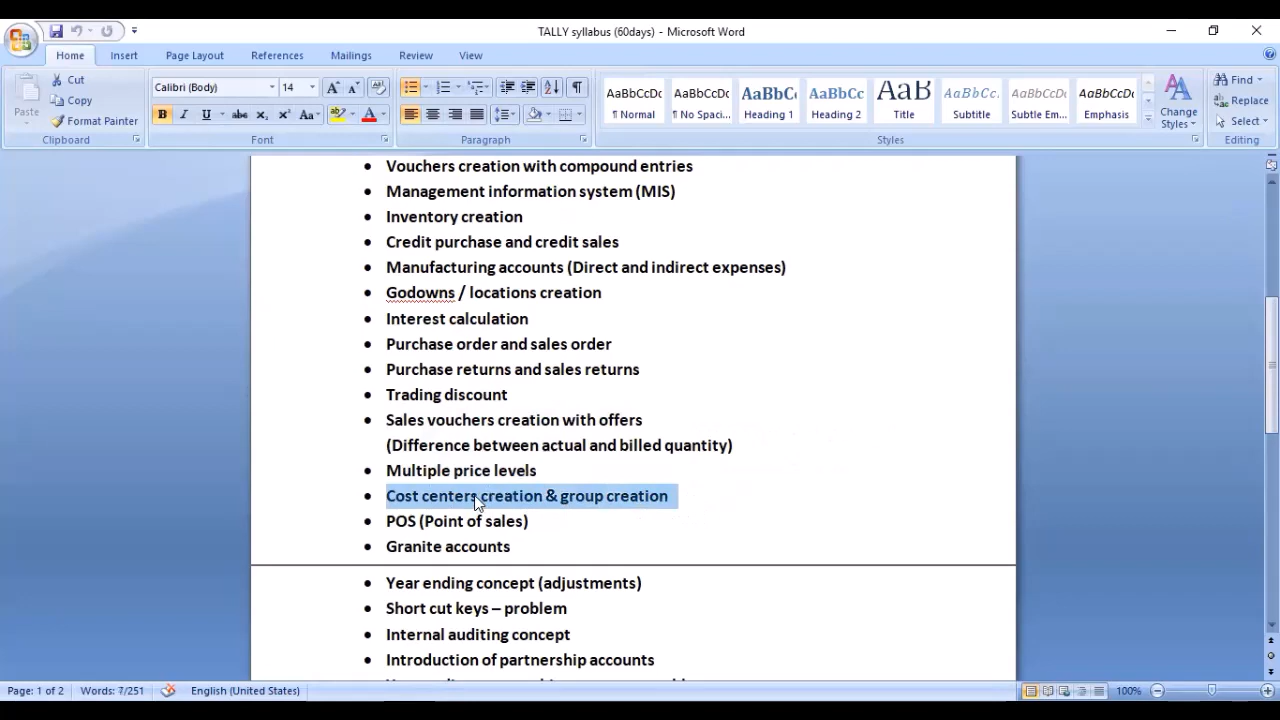 TALLY syllabus (60days) - Microsoft Word
Home Insert Page Layout References Mailings Review View
Paste
Cut
Copy
Format Painter
Clipboard
Calibri (Body) 14
Font
Paragraph
AaBbCcDc AaBbCcDc AaBbC AaBbCc AaB AaBbCc. AaBbCcDc AaBbCcDc
¶ Normal ¶ No Spaci... Heading 1 Heading 2 Title Subtitle Subtle Em... Emphasis
Change Styles
Styles
Find
Replace
Select
Editing
• Vouchers creation with compound entries
• Management information system (MIS)
• Inventory creation
• Credit purchase and credit sales
• Manufacturing accounts (Direct and indirect expenses)
• Godowns / locations creation
• Interest calculation
• Purchase order and sales order
• Purchase returns and sales returns
• Trading discount
• Sales vouchers creation with offers
(Difference between actual and billed quantity)
• Multiple price levels
• Cost centers creation & group creation
• POS (Point of sales)
• Granite accounts
• Year ending concept (adjustments)
• Short cut keys – problem
• Internal auditing concept
• Introduction of partnership accounts
Page: 1 of 2 Words: 7/251 English (United States) 100%